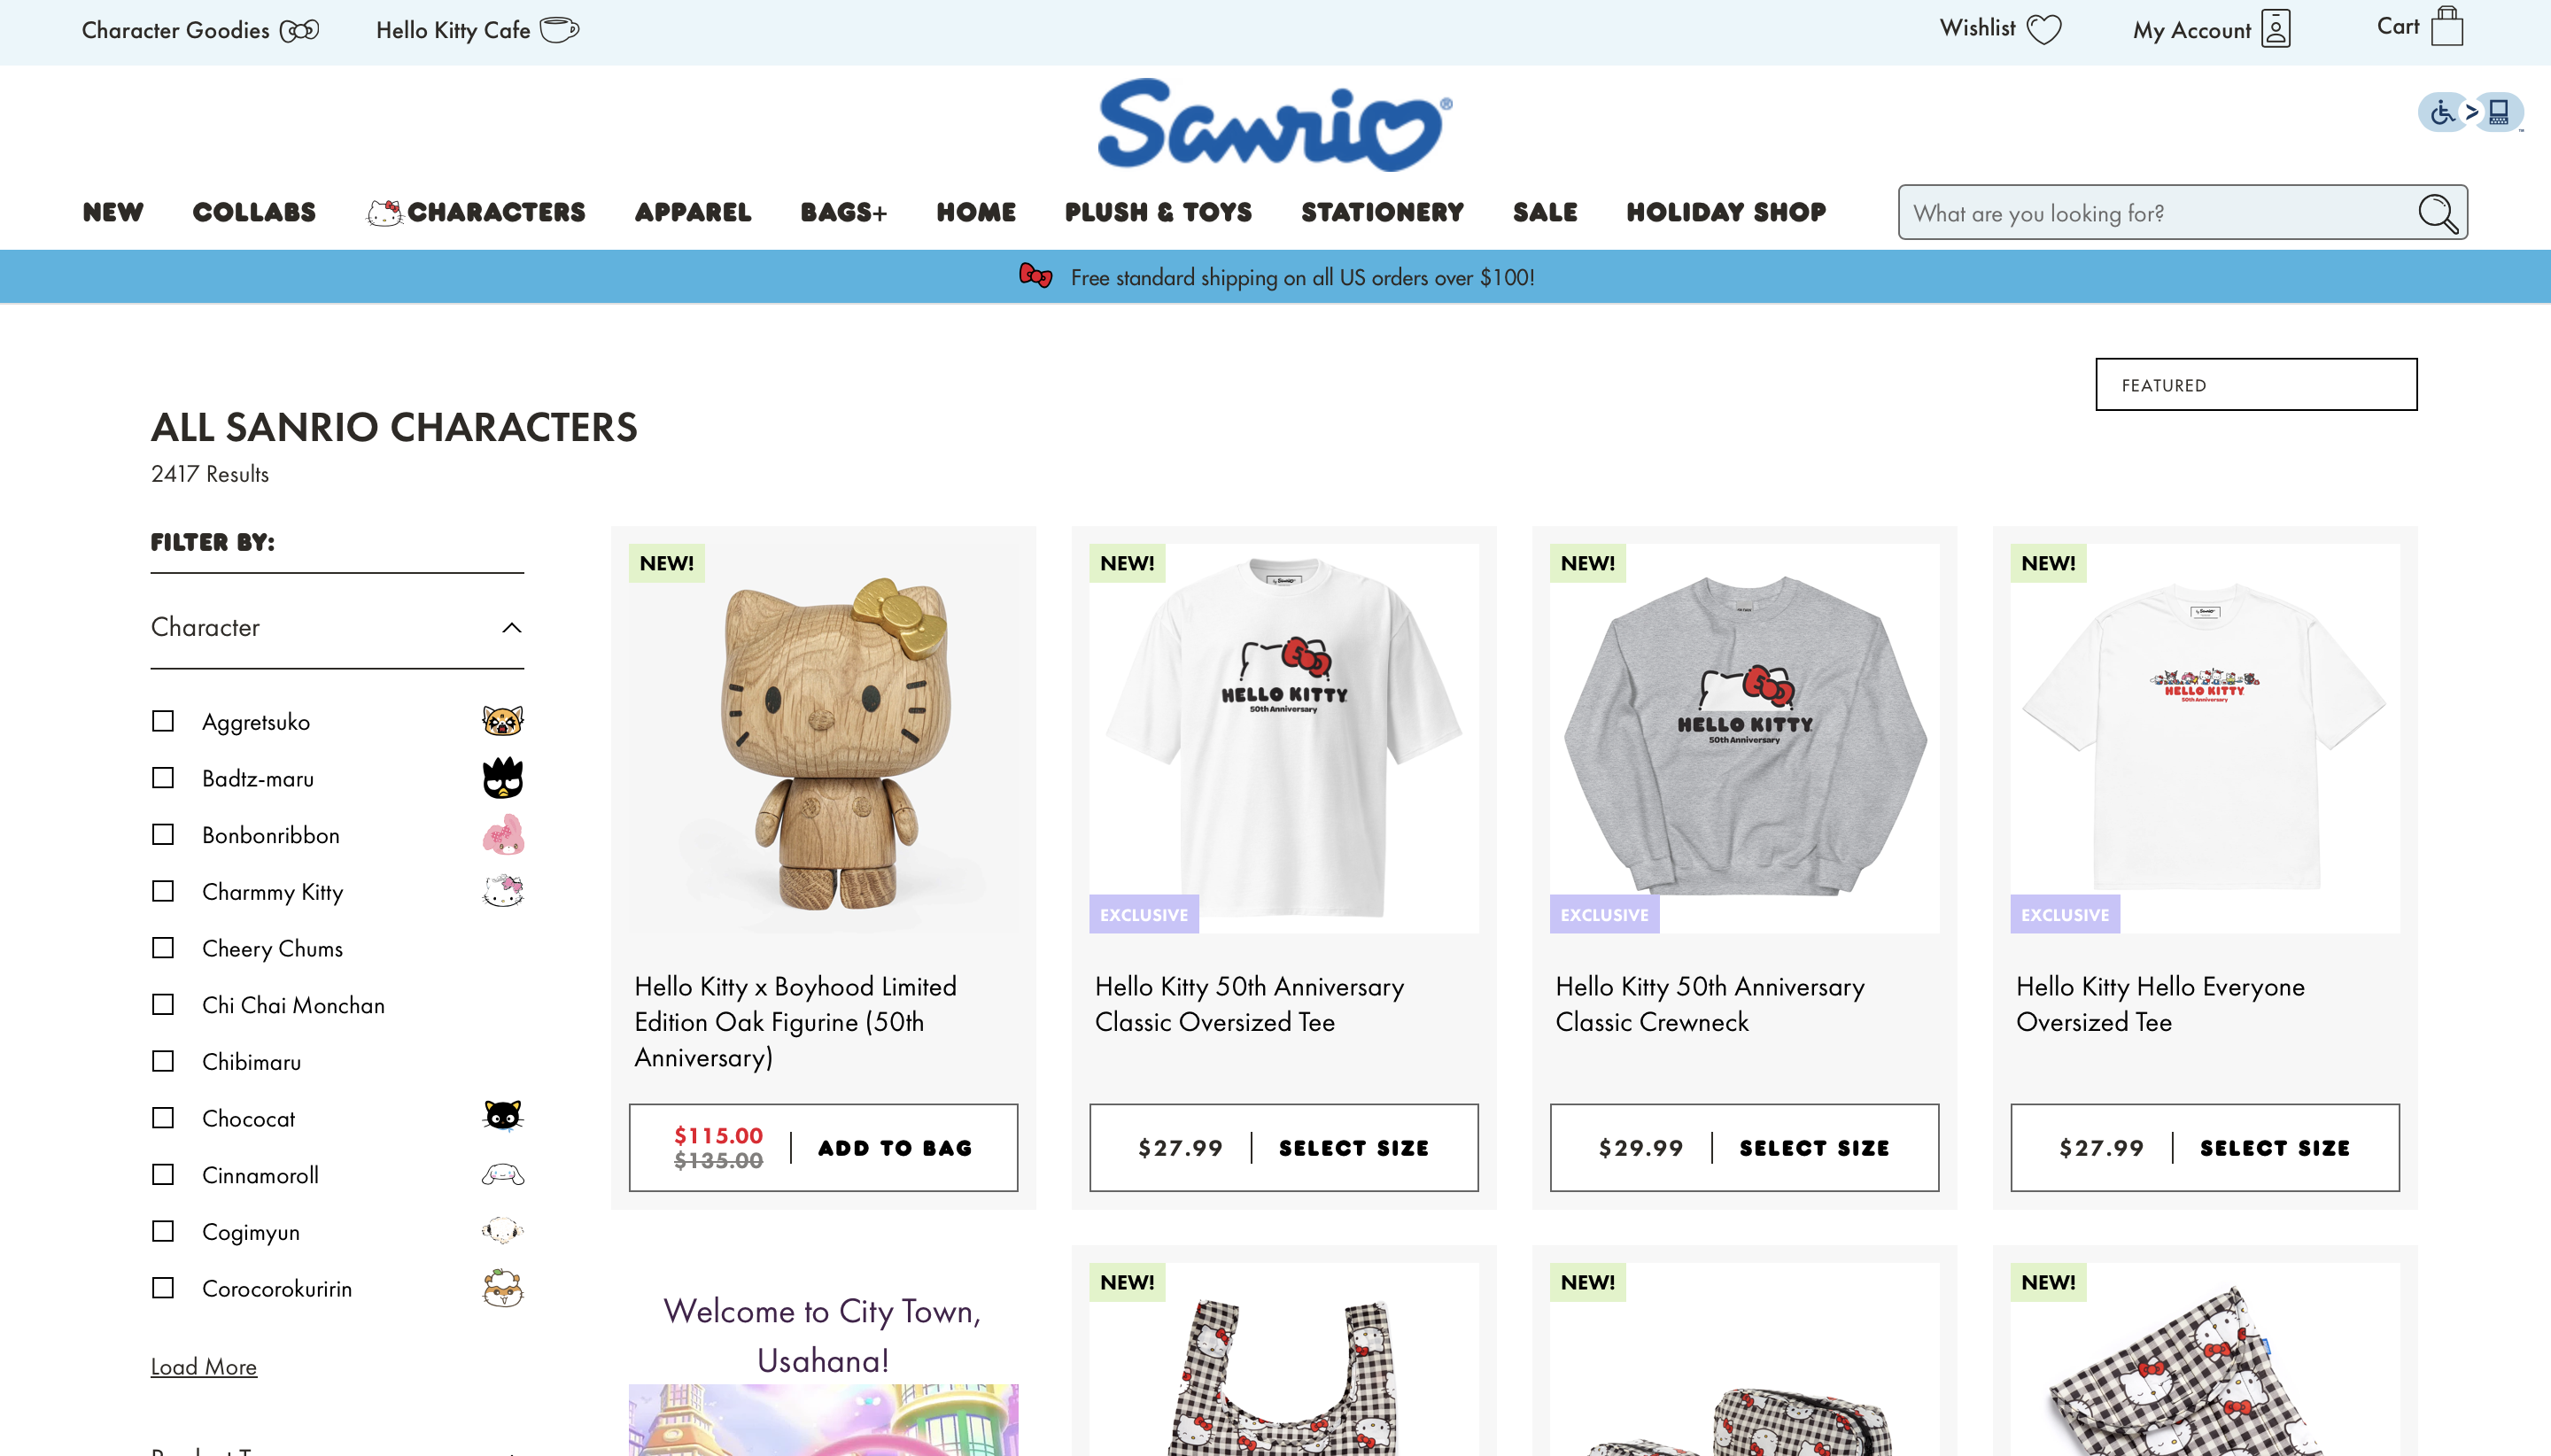 Character Goodies
Hello Kitty Cafe
Wishlist
My Account
Cart
Sanrio®
NEW
COLLABS
CHARACTERS
APPAREL
BAGS+
HOME
PLUSH & TOYS
STATIONERY
SALE
HOLIDAY SHOP
What are you looking for?
Free standard shipping on all US orders over $100!
FEATURED
ALL SANRIO CHARACTERS
2417 Results
FILTER BY:
Character
Aggretsuko
Badtz-maru
Bonbonribbon
Charmmy Kitty
Cheery Chums
Chi Chai Monchan
Chibimaru
Chococat
Cinnamoroll
Cogimyun
Corocorokuririn
Load More
NEW!
Hello Kitty x Boyhood Limited
Edition Oak Figurine (50th
Anniversary)
$115.00
$135.00
ADD TO BAG
NEW!
HELLO KITTY
50th Anniversary
EXCLUSIVE
Hello Kitty 50th Anniversary
Classic Oversized Tee
$27.99
SELECT SIZE
NEW!
HELLO KITTY
50th Anniversary
EXCLUSIVE
Hello Kitty 50th Anniversary
Classic Crewneck
$29.99
SELECT SIZE
NEW!
HELLO KITTY
50th Anniversary
EXCLUSIVE
Hello Kitty Hello Everyone
Oversized Tee
$27.99
SELECT SIZE
Welcome to City Town,
Usahana!
NEW!
NEW!
NEW!